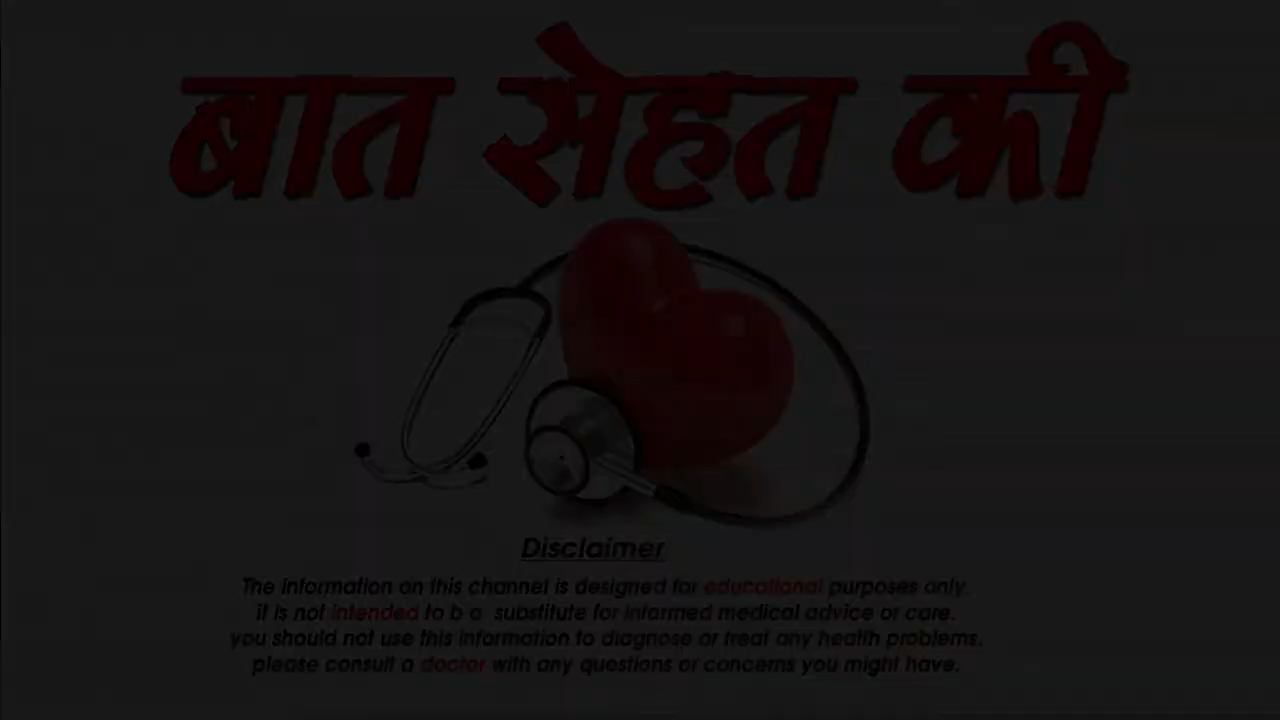 बात सेहत की
Disclaimer
The information on this channel is designed for educational purposes only.
it is not intended to b a substitute for informed medical advice or care.
you should not use this information to diagnose or treat any health problems.
please consult a doctor with any questions or concerns you might have.